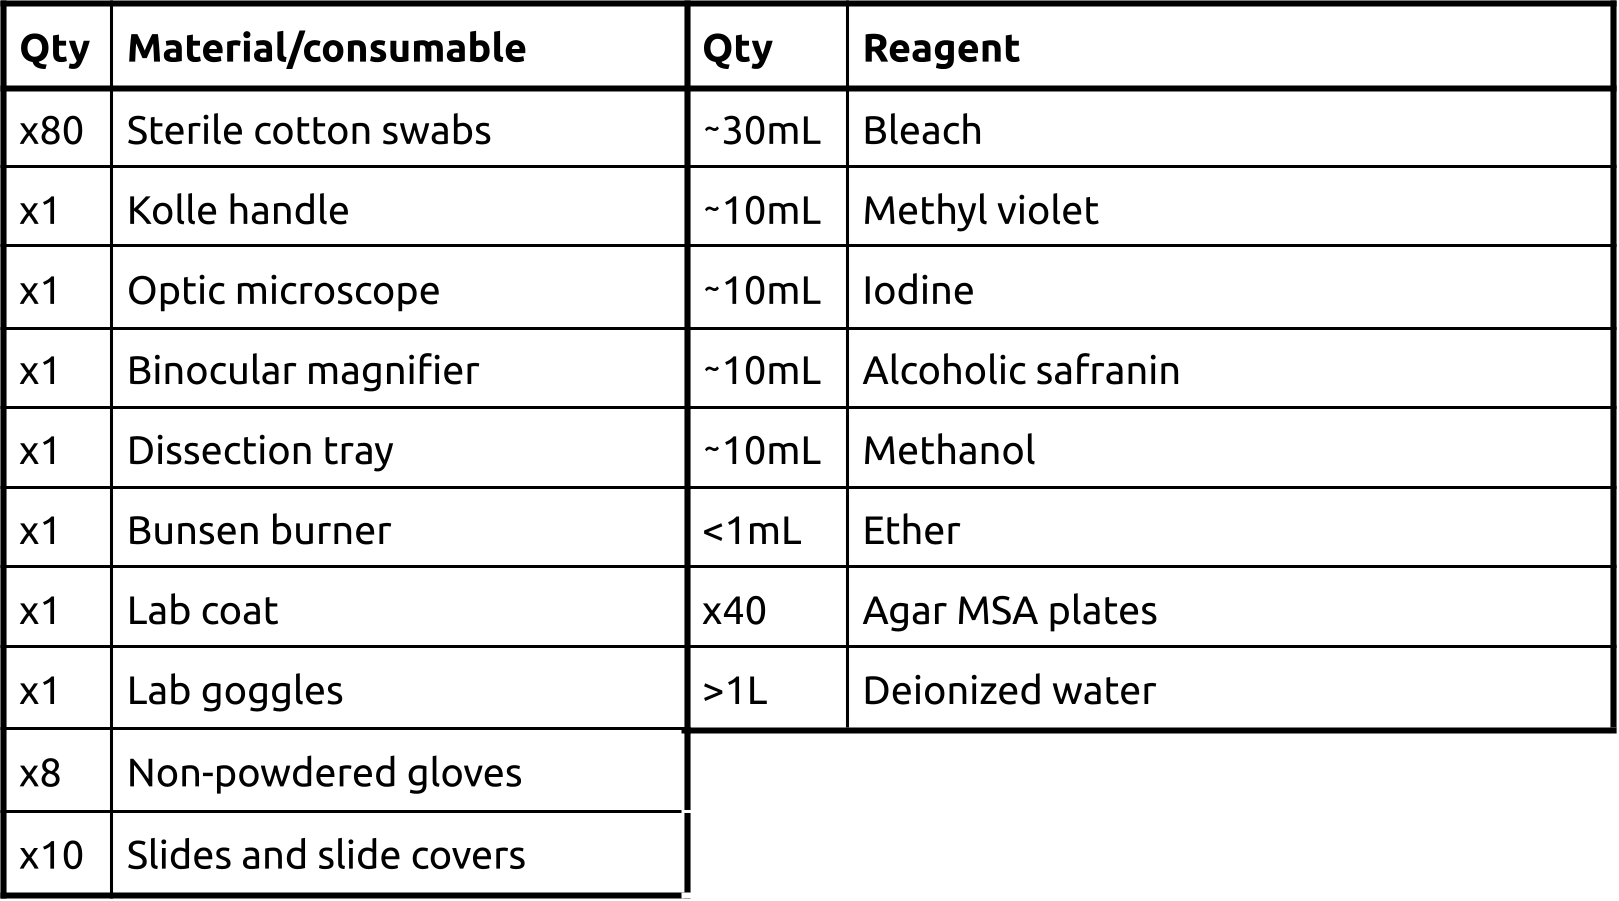 Qty Material/consumable Qty Reagent
x80 Sterile cotton swabs ~30mL Bleach
x1 Kolle handle ~10mL Methyl violet
x1 Optic microscope ~10mL Iodine
x1 Binocular magnifier ~10mL Alcoholic safranin
x1 Dissection tray ~10mL Methanol
x1 Bunsen burner <1mL Ether
x1 Lab coat x40 Agar MSA plates
x1 Lab goggles >1L Deionized water
x8 Non-powdered gloves
x10 Slides and slide covers